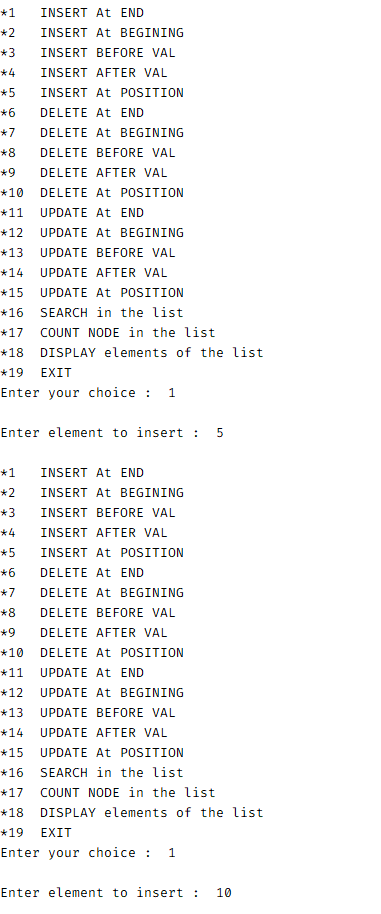 *1   INSERT At END
*2   INSERT At BEGINING
*3   INSERT BEFORE VAL
*4   INSERT AFTER VAL
*5   INSERT At POSITION
*6   DELETE At END
*7   DELETE At BEGINING
*8   DELETE BEFORE VAL
*9   DELETE AFTER VAL
*10  DELETE At POSITION
*11  UPDATE At END
*12  UPDATE At BEGINING
*13  UPDATE BEFORE VAL
*14  UPDATE AFTER VAL
*15  UPDATE At POSITION
*16  SEARCH in the list
*17  COUNT NODE in the list
*18  DISPLAY elements of the list
*19  EXIT
Enter your choice :  1
Enter element to insert :  5
*1   INSERT At END
*2   INSERT At BEGINING
*3   INSERT BEFORE VAL
*4   INSERT AFTER VAL
*5   INSERT At POSITION
*6   DELETE At END
*7   DELETE At BEGINING
*8   DELETE BEFORE VAL
*9   DELETE AFTER VAL
*10  DELETE At POSITION
*11  UPDATE At END
*12  UPDATE At BEGINING
*13  UPDATE BEFORE VAL
*14  UPDATE AFTER VAL
*15  UPDATE At POSITION
*16  SEARCH in the list
*17  COUNT NODE in the list
*18  DISPLAY elements of the list
*19  EXIT
Enter your choice :  1
Enter element to insert :  10